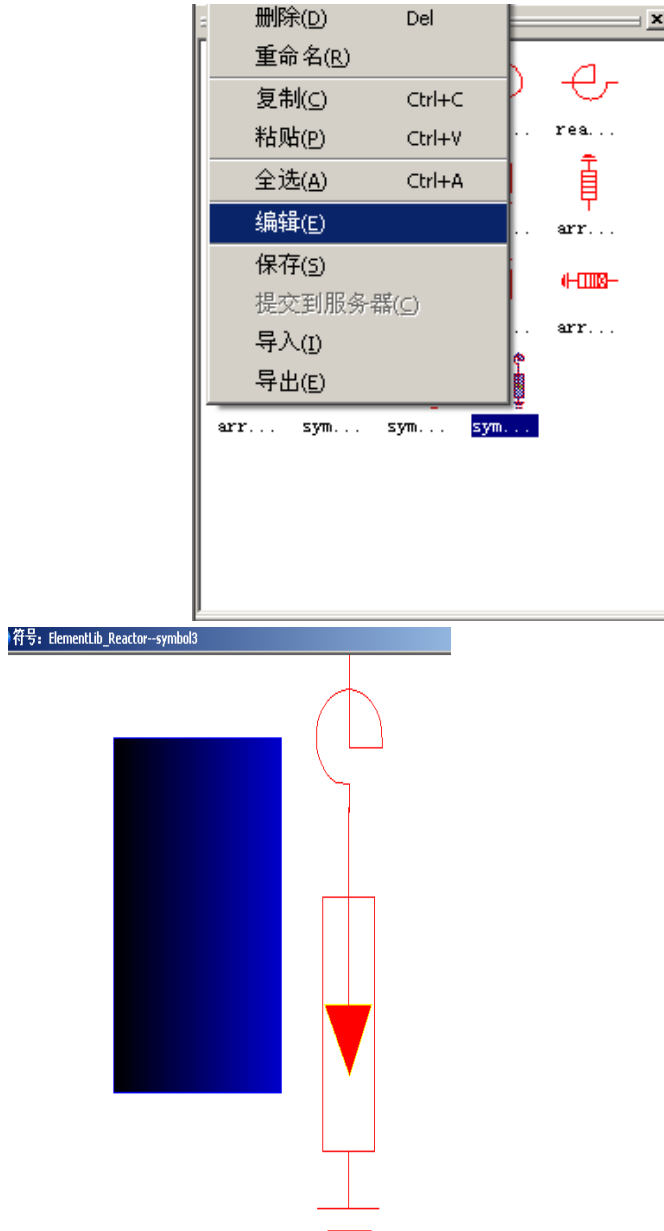 删除(D) Del
重命名(R)
复制(C) Ctrl+C
粘贴(P) Ctrl+V
全选(A) Ctrl+A
编辑(E)
保存(S)
提交到服务器(C)
导入(I)
导出(E)
.. rea...
.. arr...
.. arr...
arr... sym... sym... sym...
符号: ElementLib_Reactor--symbol3